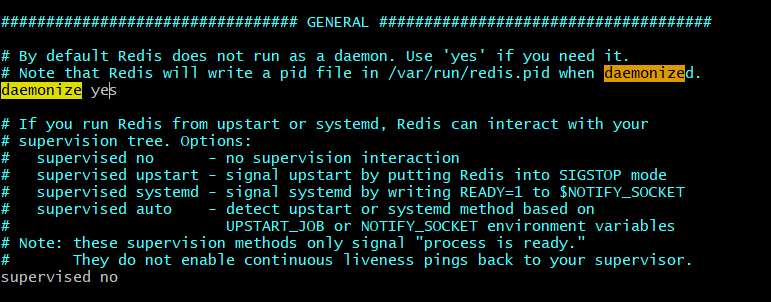 ################################# GENERAL #####################################
# By default Redis does not run as a daemon. Use 'yes' if you need it.
# Note that Redis will write a pid file in /var/run/redis.pid when daemonized.
daemonize yes
# If you run Redis from upstart or systemd, Redis can interact with your
# supervision tree. Options:
#   supervised no      - no supervision interaction
#   supervised upstart - signal upstart by putting Redis into SIGSTOP mode
#   supervised systemd - signal systemd by writing READY=1 to $NOTIFY_SOCKET
#   supervised auto    - detect upstart or systemd method based on
#                        UPSTART_JOB or NOTIFY_SOCKET environment variables
# Note: these supervision methods only signal "process is ready."
#       They do not enable continuous liveness pings back to your supervisor.
supervised no